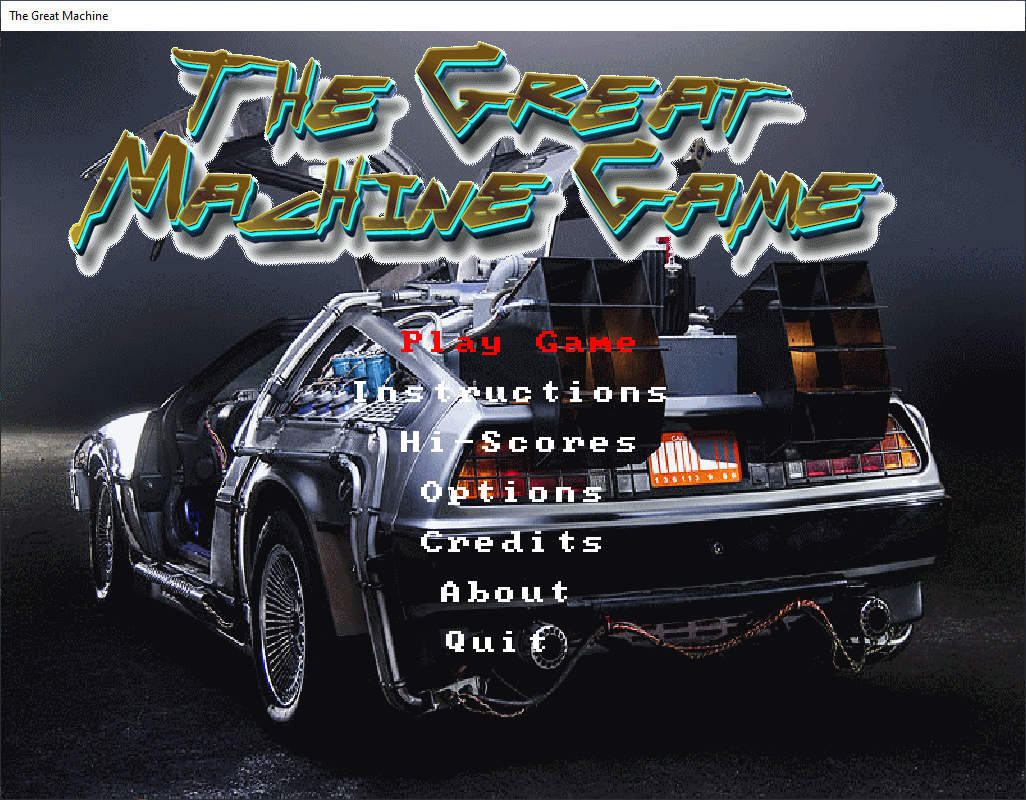 The Great Machine
The Great
Machine Game
Play Game
Instructions
Hi-Scores
Options
Credits
About
Quit